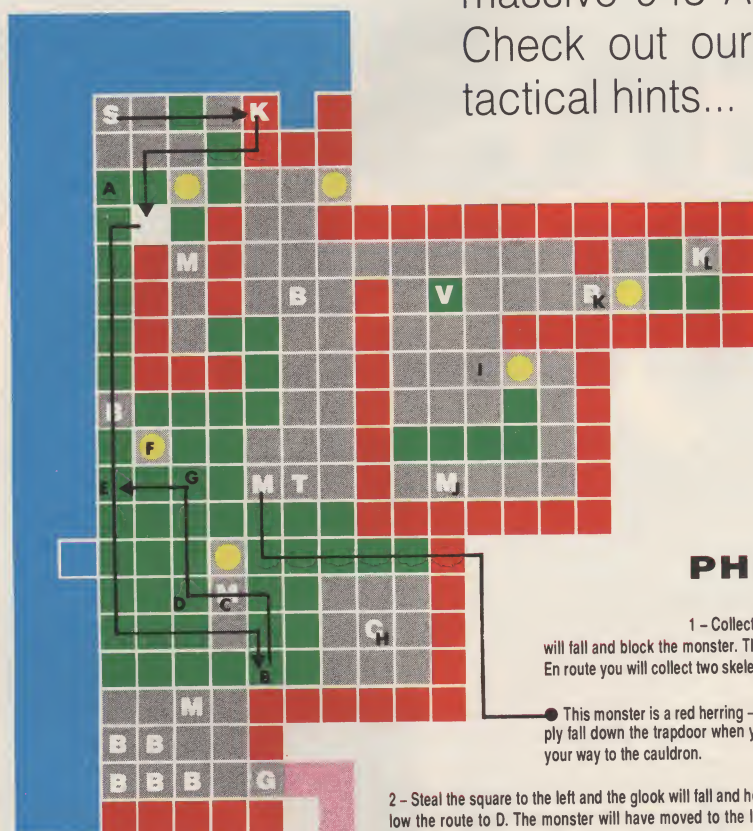 massive
Check out our
tactical hints...
S K
A
M K L
B V K
I
B
F
E G M T M J
D M C
H
B
M
B B
B B B G
PH
1 – Collect
will fall and block the monster. Th
En route you will collect two skele
This monster is a red herring –
ply fall down the trapdoor when y
your way to the cauldron.
2 – Steal the square to the left and the glook will fall and h
low the route to D. The monster will have moved to the l